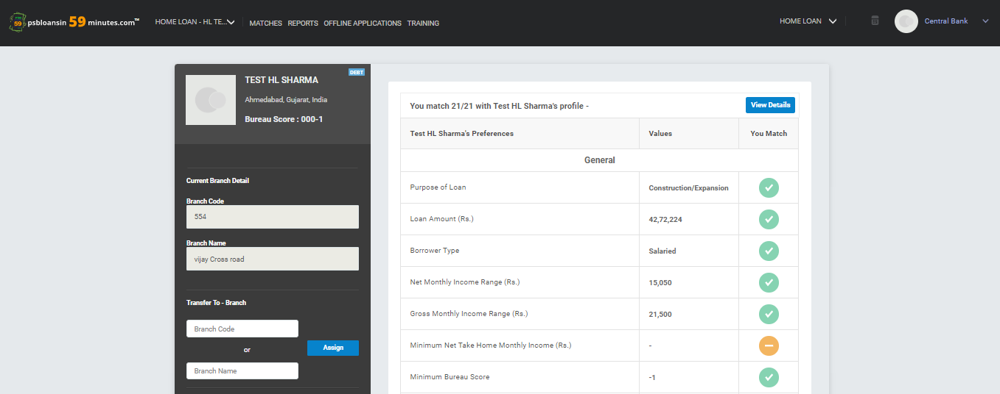 PSB 59 psbloansin 59 minutes.com™
HOME LOAN - HL TE...
MATCHES REPORTS OFFLINE APPLICATIONS TRAINING
HOME LOAN
Central Bank
DEBT
TEST HL SHARMA
Ahmedabad, Gujarat, India
Bureau Score : 000-1
Current Branch Detail
Branch Code
554
Branch Name
vijay Cross road
Transfer To - Branch
Branch Code
or
Assign
Branch Name
You match 21/21 with Test HL Sharma's profile -
View Details
Test HL Sharma's Preferences Values You Match
General
Purpose of Loan Construction/Expansion
Loan Amount (Rs.) 42,72,224
Borrower Type Salaried
Net Monthly Income Range (Rs.) 15,050
Gross Monthly Income Range (Rs.) 21,500
Minimum Net Take Home Monthly Income (Rs.) -
Minimum Bureau Score -1